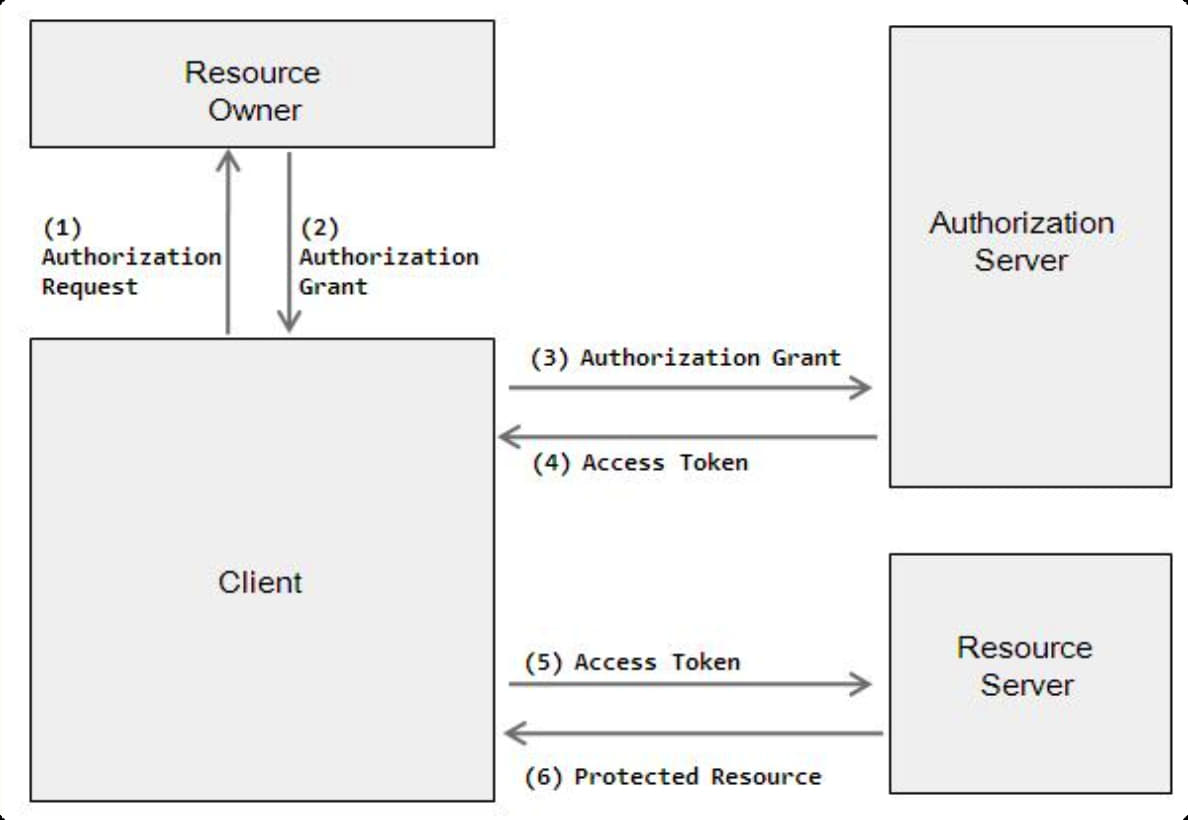 Resource
Owner
(1)
Authorization
Request
(2)
Authorization
Grant
Authorization
Server
(3) Authorization Grant
(4) Access Token
Client
(5) Access Token
(6) Protected Resource
Resource
Server